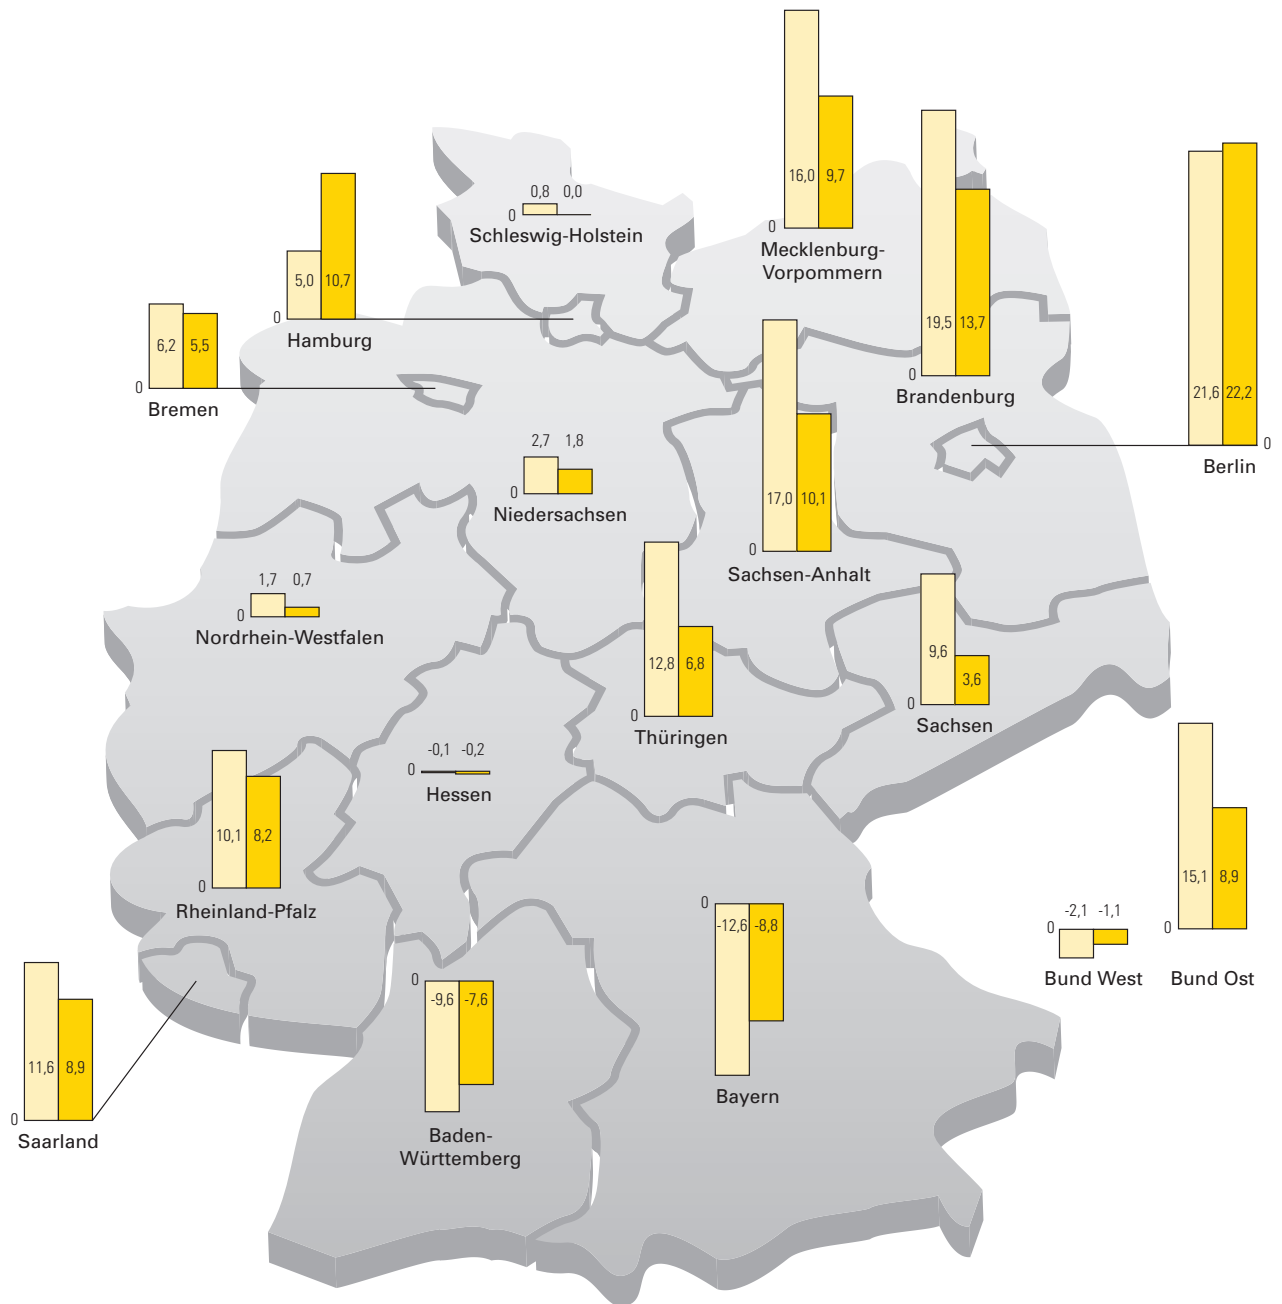 16,0 9,7
0
Mecklenburg-
Vorpommern
0,8 0,0
0
Schleswig-Holstein
19,5 13,7
0
Brandenburg
21,6 22,2
0
Berlin
5,0 10,7
0
Hamburg
6,2 5,5
0
Bremen
2,7 1,8
0
Niedersachsen
17,0 10,1
0
Sachsen-Anhalt
1,7 0,7
0
Nordrhein-Westfalen
12,8 6,8
0
Thüringen
9,6
3,6
0
Sachsen
-0,1 -0,2
0
Hessen
10,1 8,2
0
Rheinland-Pfalz
0
-12,6 -8,8
Bayern
-2,1 -1,1
0
Bund West
15,1 8,9
0
Bund Ost
0
-9,6 -7,6
Baden-
Württemberg
11,6 8,9
0
Saarland